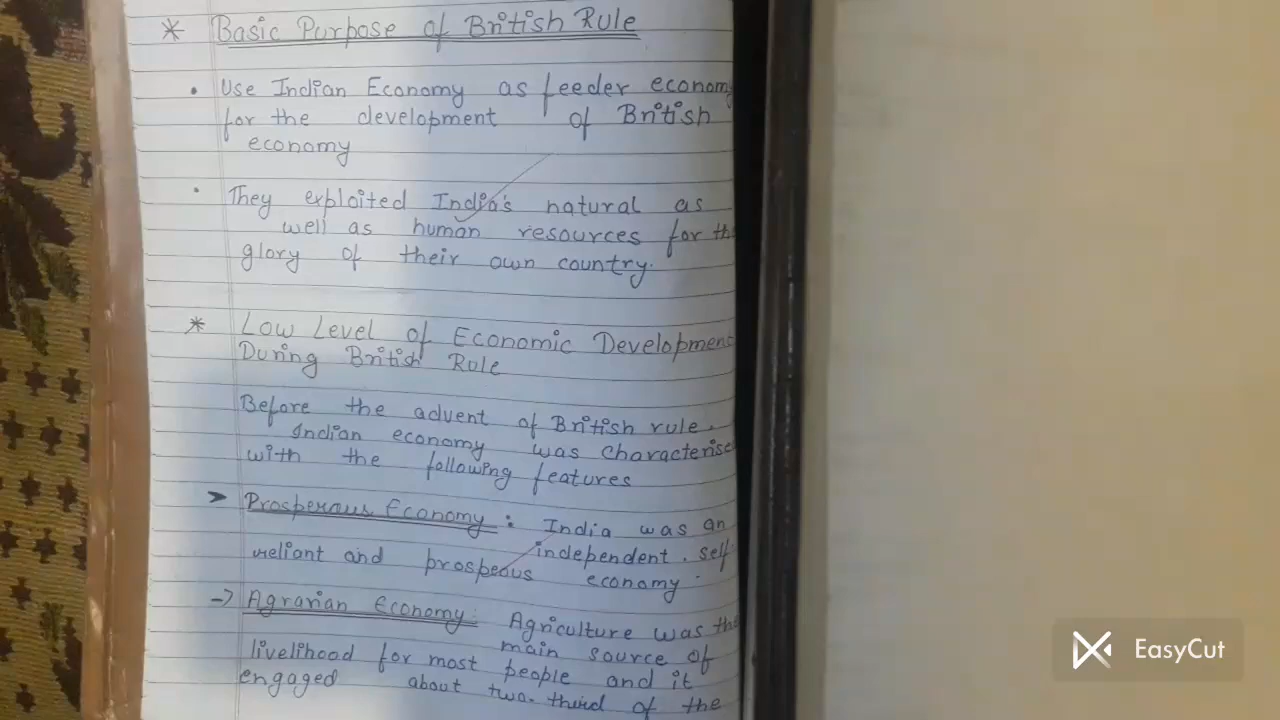 * Basic Purpose of British Rule
• Use Indian Economy as feeder economy
for the development of British
economy
• They exploited India's natural as
well as human resources for the
glory of their own country.
* Low Level of Economic Development
During British Rule
Before the advent of British rule.
Indian economy was characterise
with the following features
➤ Prosperous Economy: India was an
independent. self
reliant and prospeous economy.
-> Agrarian Economy: Agriculture was the
main source of
livelihood for most people and it
engaged about two-third of the
EasyCut